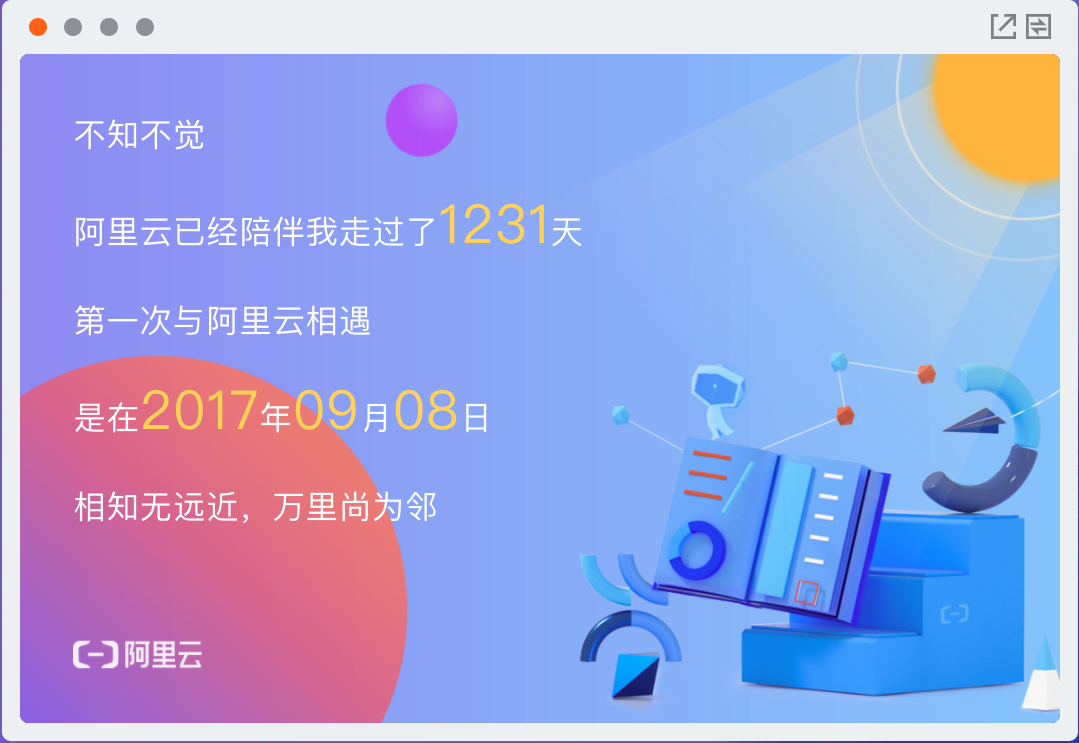 不知不觉
阿里云已经陪伴我走过了1231天
第一次与阿里云相遇
是在2017年09月08日
相知无远近，万里尚为邻
阿里云